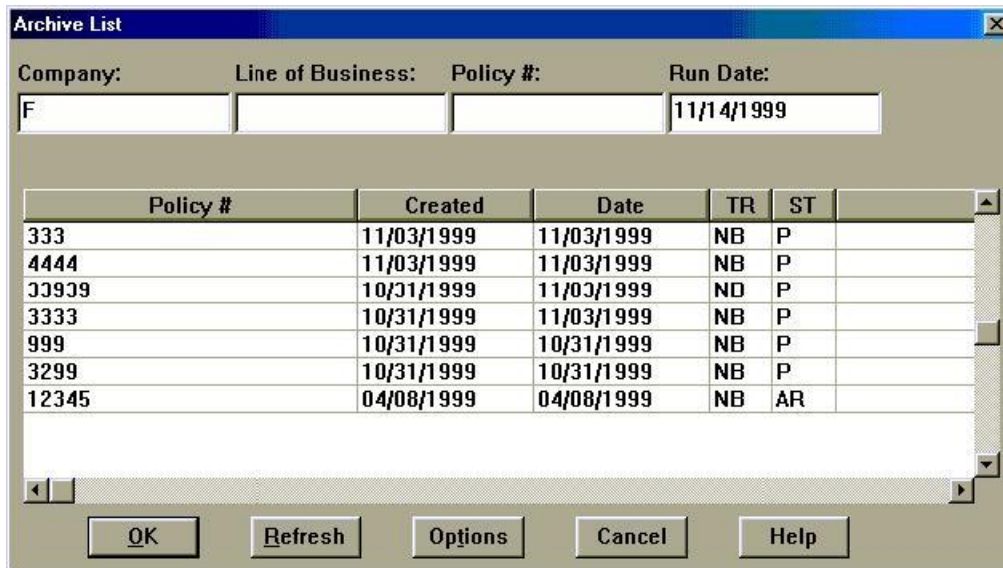 Archive List
Company: Line of Business: Policy #: Run Date:
F 11/14/1999
Policy # Created Date TR ST
333 11/03/1999 11/03/1999 NB P
4444 11/03/1999 11/03/1999 NB P
33939 10/31/1999 11/03/1999 NB P
3333 10/31/1999 11/03/1999 NB P
999 10/31/1999 10/31/1999 NB P
3299 10/31/1999 10/31/1999 NB P
12345 04/08/1999 04/08/1999 NB AR
OK Refresh Options Cancel Help